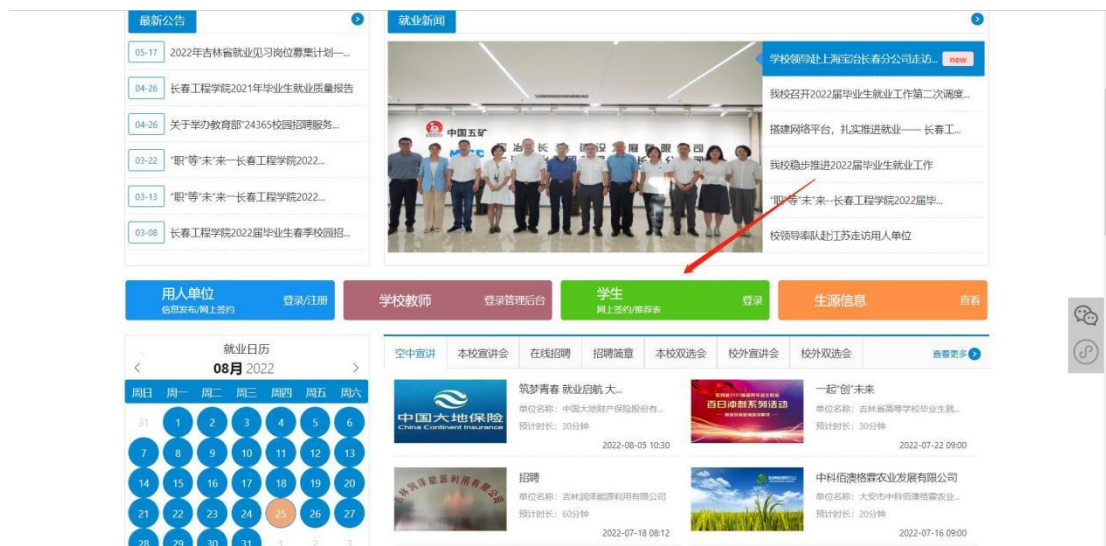 最新公告
05-17 2022年吉林省就业见习岗位募集计划—...
04-26 长春工程学院2021年毕业生就业质量报告
04-26 关于举办教育部"24365校园招聘服务...
03-22 "职"等"未"来—长春工程学院2022...
03-13 "职"等"未"来—长春工程学院2022...
03-08 长春工程学院2022届毕业生春季校园招...
就业新闻
中国五矿
学校领导赴上海宝冶长春分公司走访... new
我校召开2022届毕业生就业工作第二次调度...
搭建网络平台，扎实推进就业—— 长春工...
我校稳步推进2022届毕业生就业工作
"职"等"未"来--长春工程学院2022届毕...
校领导率队赴江苏走访用人单位
用人单位
信息发布/网上签约
登录/注册
学校教师
登录管理后台
学生
网上签约/推荐表
登录
生源信息
查看
就业日历
08月 2022
周日 周一 周二 周三 周四 周五 周六
31 1 2 3 4 5 6
7 8 9 10 11 12 13
14 15 16 17 18 19 20
21 22 23 24 25 26 27
28 29 30 31 1 2 3
空中宣讲 本校宣讲会 在线招聘 招聘简章 本校双选会 校外宣讲会 校外双选会 查看更多
中国大地保险
China Continent Insurance
筑梦青春 就业启航 大...
单位名称：中国大地财产保险股份有...
预计时长：30分钟
2022-08-05 10:30
百日冲刺系列活动
一起"创"未来
单位名称：吉林省高等学校毕业生就...
预计时长：30分钟
2022-07-22 09:00
吉林润泽能源利用有限公司
招聘
单位名称：吉林润泽能源利用有限公司
预计时长：60分钟
2022-07-18 08:12
中科佰澳格霖农业发展有限公司
单位名称：大安市中科佰澳格霖农业...
预计时长：20分钟
2022-07-16 09:00